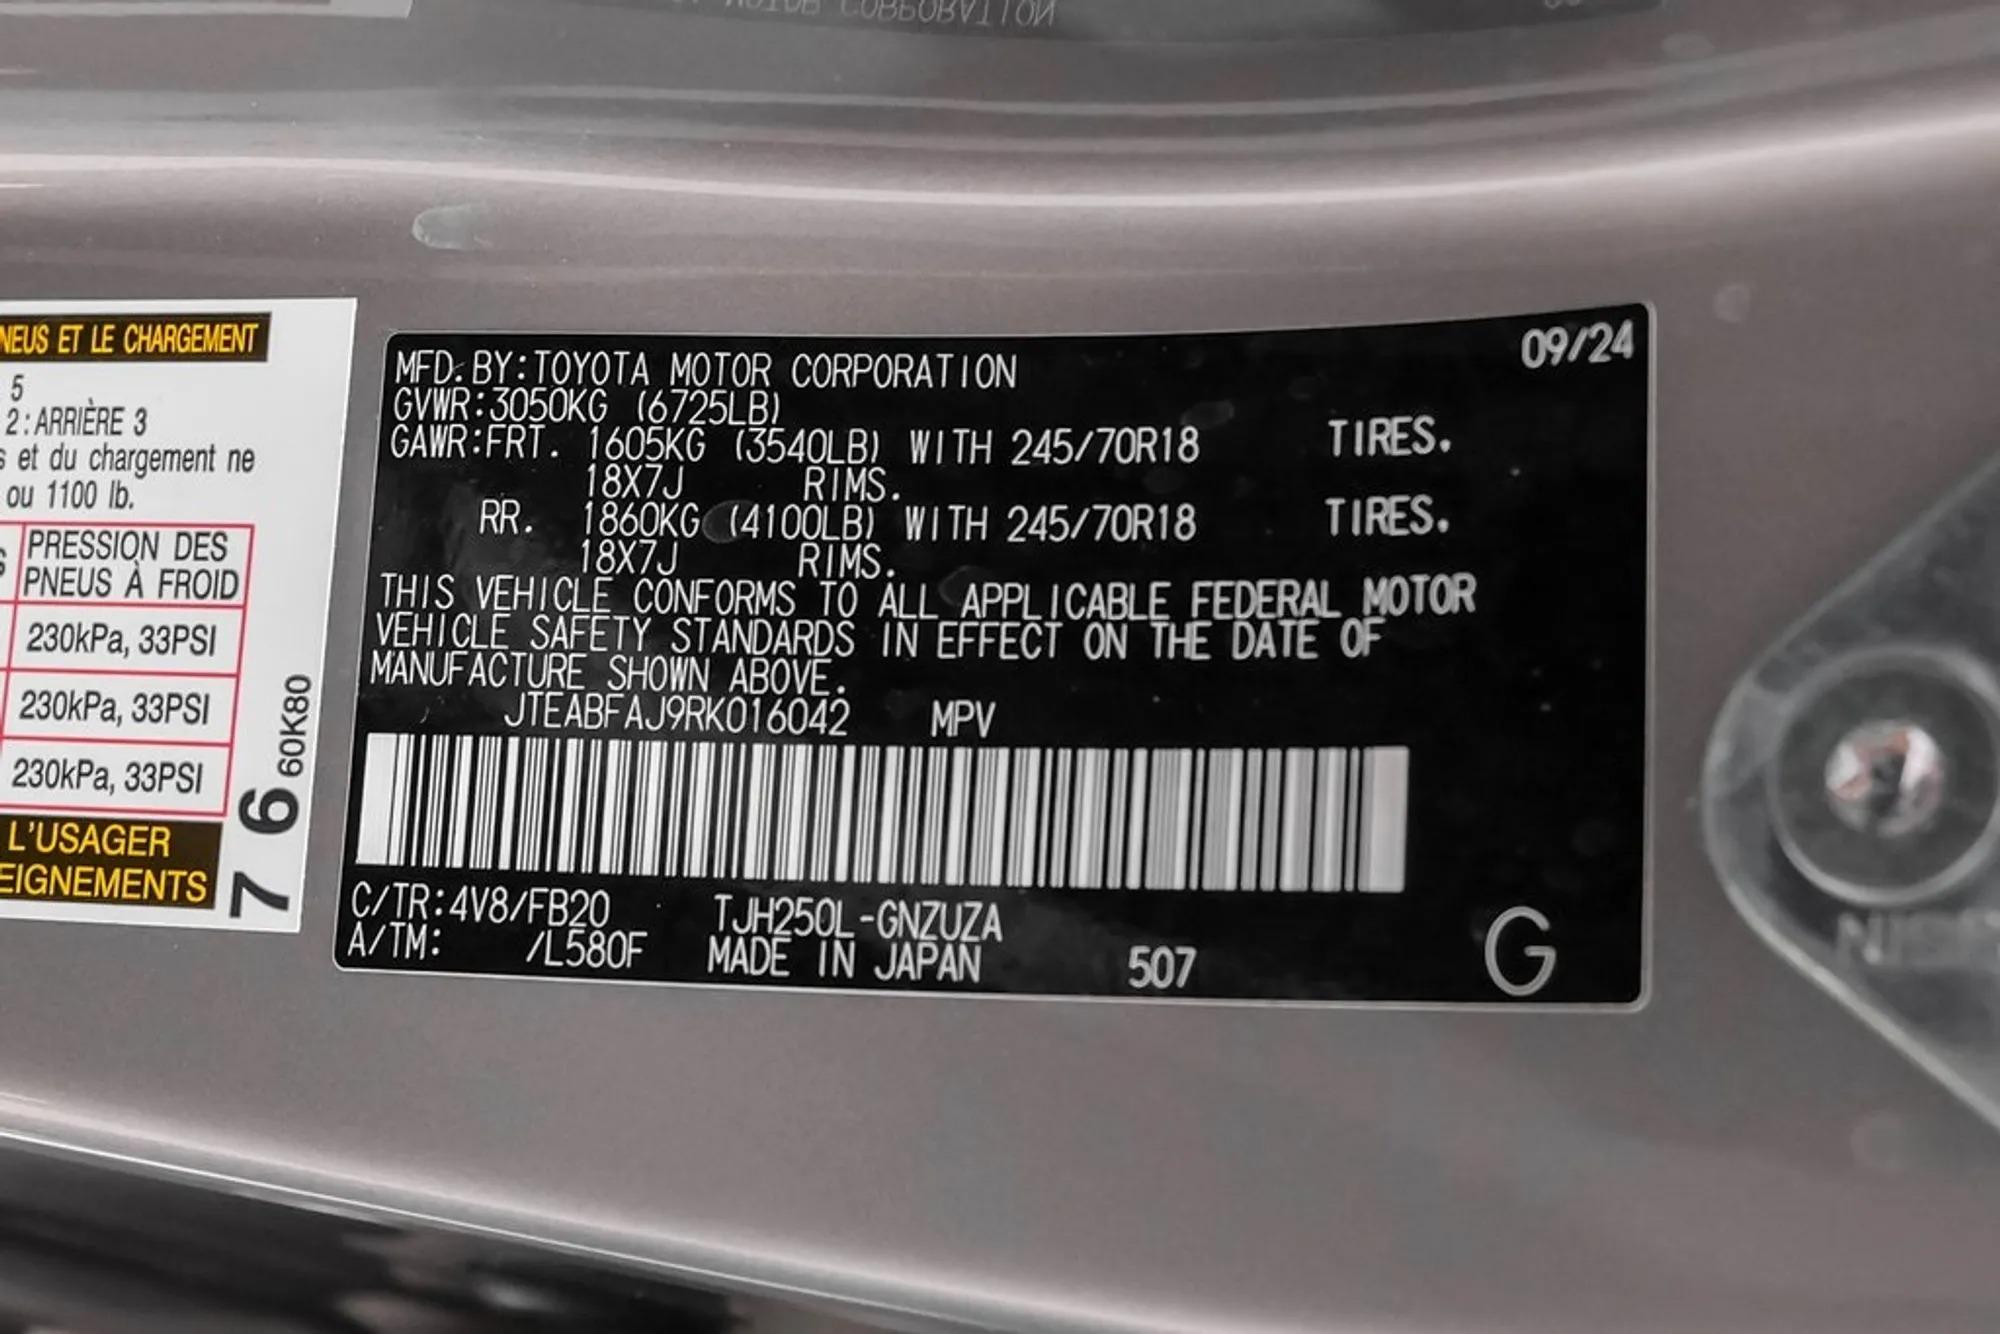 NEUS ET LE CHARGEMENT
5
2:ARRIÈRE 3
s et du chargement ne
ou 1100 lb.
PRESSION DES
PNEUS À FROID
230kPa, 33PSI
230kPa, 33PSI
230kPa, 33PSI
L'USAGER
EIGNEMENTS
7 6 60K80
09/24
MFD.BY:TOYOTA MOTOR CORPORATION
GVWR:3050KG (6725LB)
GAWR:FRT. 1605KG (3540LB) WITH 245/70R18 TIRES.
18X7J RIMS.
RR. 1860KG (4100LB) WITH 245/70R18 TIRES.
18X7J RIMS.
THIS VEHICLE CONFORMS TO ALL APPLICABLE FEDERAL MOTOR
VEHICLE SAFETY STANDARDS IN EFFECT ON THE DATE OF
MANUFACTURE SHOWN ABOVE.
JTEABFAJ9RK016042 MPV
C/TR:4V8/FB20 TJH250L-GNZUZA
A/TM: /L580F MADE IN JAPAN 507 G